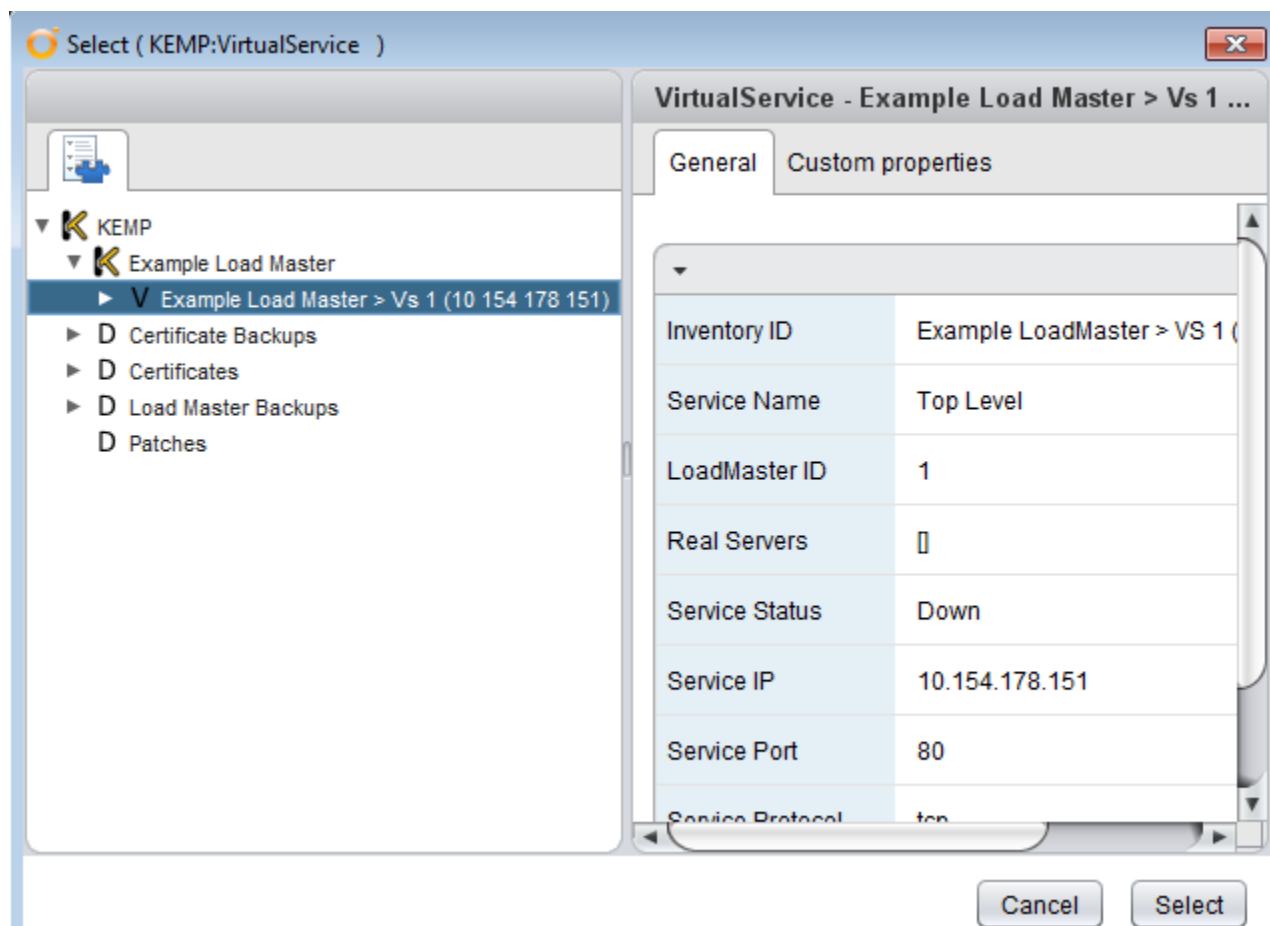 Select ( KEMP:VirtualService )
VirtualService - Example Load Master > Vs 1 ...
General Custom properties
KEMP
Example Load Master
V Example Load Master > Vs 1 (10 154 178 151)
D Certificate Backups
D Certificates
D Load Master Backups
D Patches
Inventory ID Example LoadMaster > VS 1 (
Service Name Top Level
LoadMaster ID 1
Real Servers []
Service Status Down
Service IP 10.154.178.151
Service Port 80
Service Protocol tcp
Cancel Select